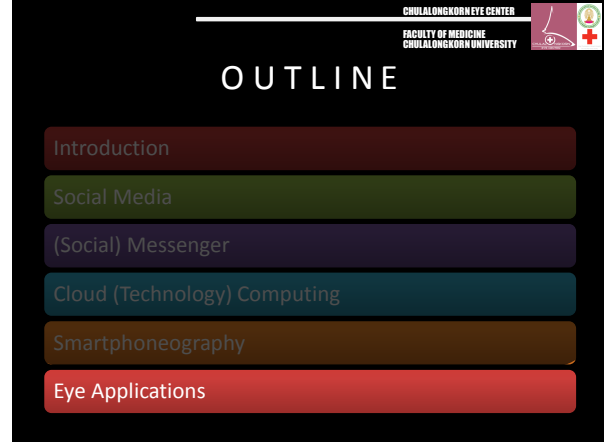 CHULALONGKORN EYE CENTER
FACULTY OF MEDICINE
CHULALONGKORN UNIVERSITY
OUTLINE
Introduction
Social Media
(Social) Messenger
Cloud (Technology) Computing
Smartphoneography
Eye Applications